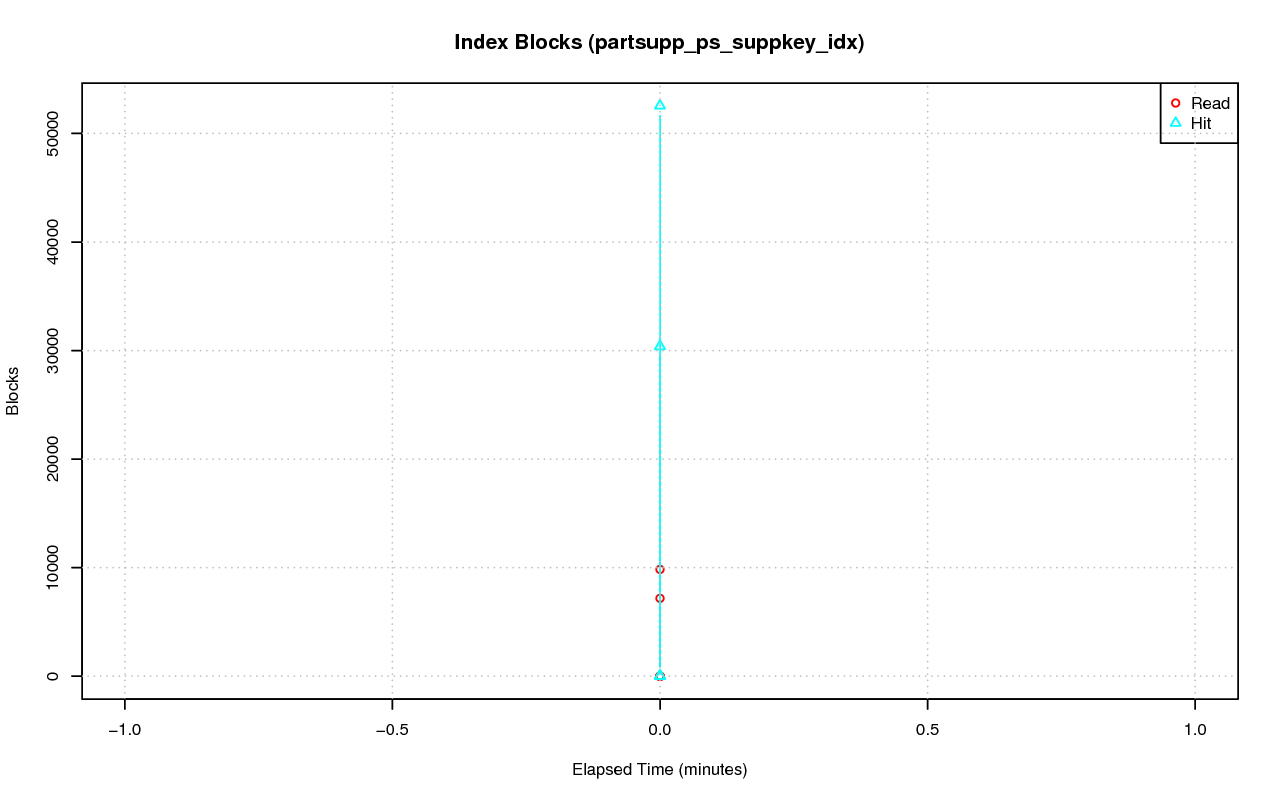 Index Blocks (partsupp_ps_suppkey_idx)
Read
Hit
50000
40000
30000
20000
10000
0
Blocks
−1.0
−0.5
0.0
0.5
1.0
Elapsed Time (minutes)